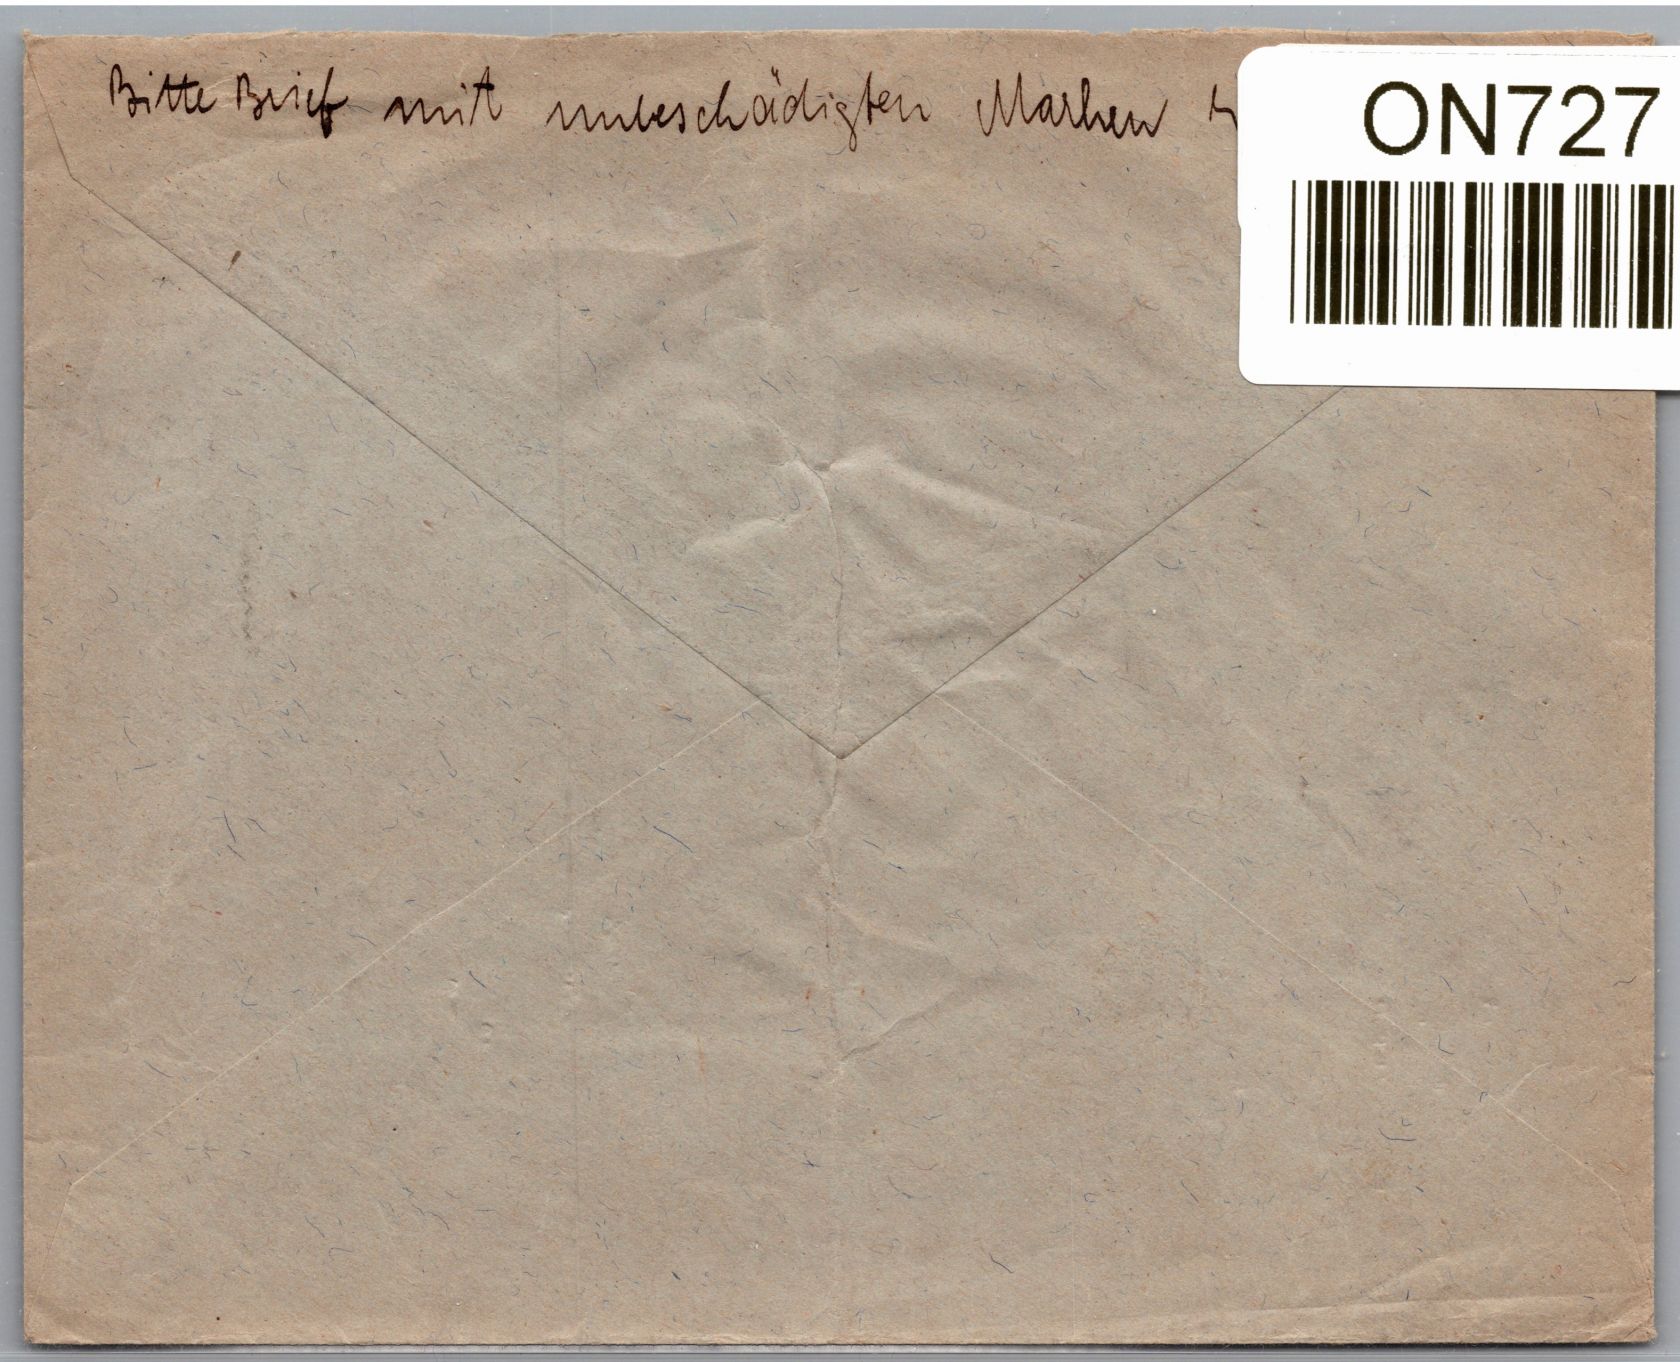 Bitte Brief mit unbeschädigten Marken
ON727